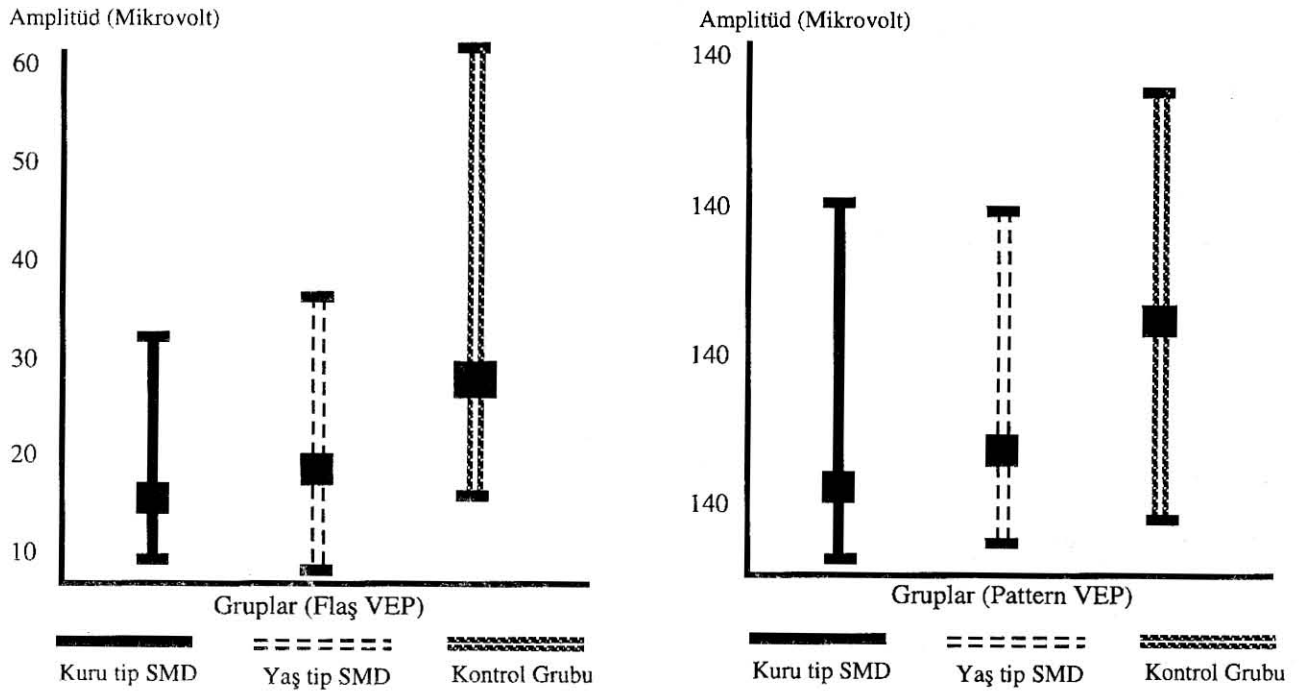 Amplitüd (Mikrovolt)
60
50
40
30
20
10
Gruplar (Flaş VEP)
Kuru tip SMD
Yaş tip SMD
Kontrol Grubu
Amplitüd (Mikrovolt)
140
140
140
140
Gruplar (Pattern VEP)
Kuru tip SMD
Yaş tip SMD
Kontrol Grubu